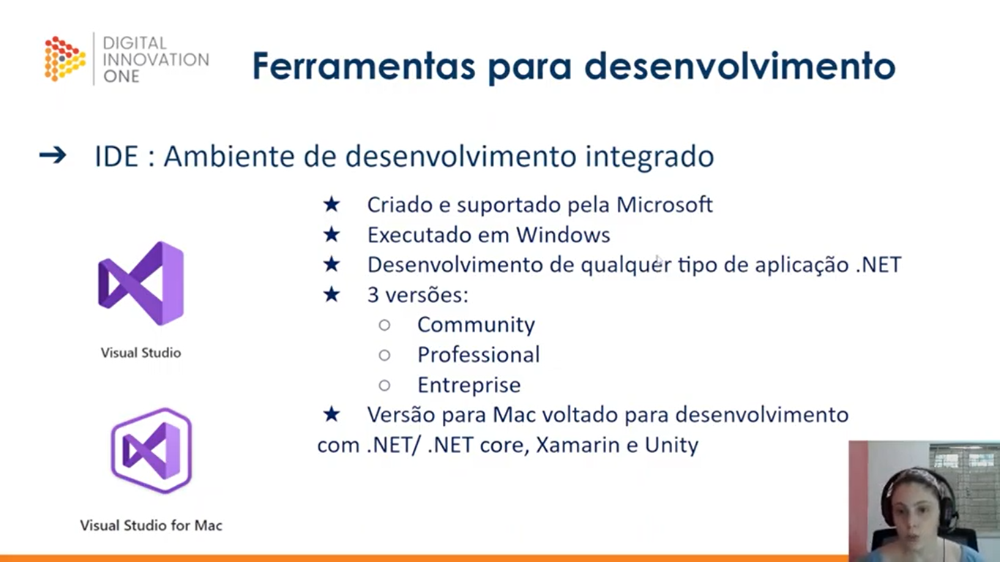 DIGITAL
INNOVATION
ONE
Ferramentas para desenvolvimento
➔ IDE : Ambiente de desenvolvimento integrado
★ Criado e suportado pela Microsoft
★ Executado em Windows
★ Desenvolvimento de qualquer tipo de aplicação .NET
★ 3 versões:
○ Community
○ Professional
○ Entreprise
★ Versão para Mac voltado para desenvolvimento
com .NET/ .NET core, Xamarin e Unity
Visual Studio
Visual Studio for Mac